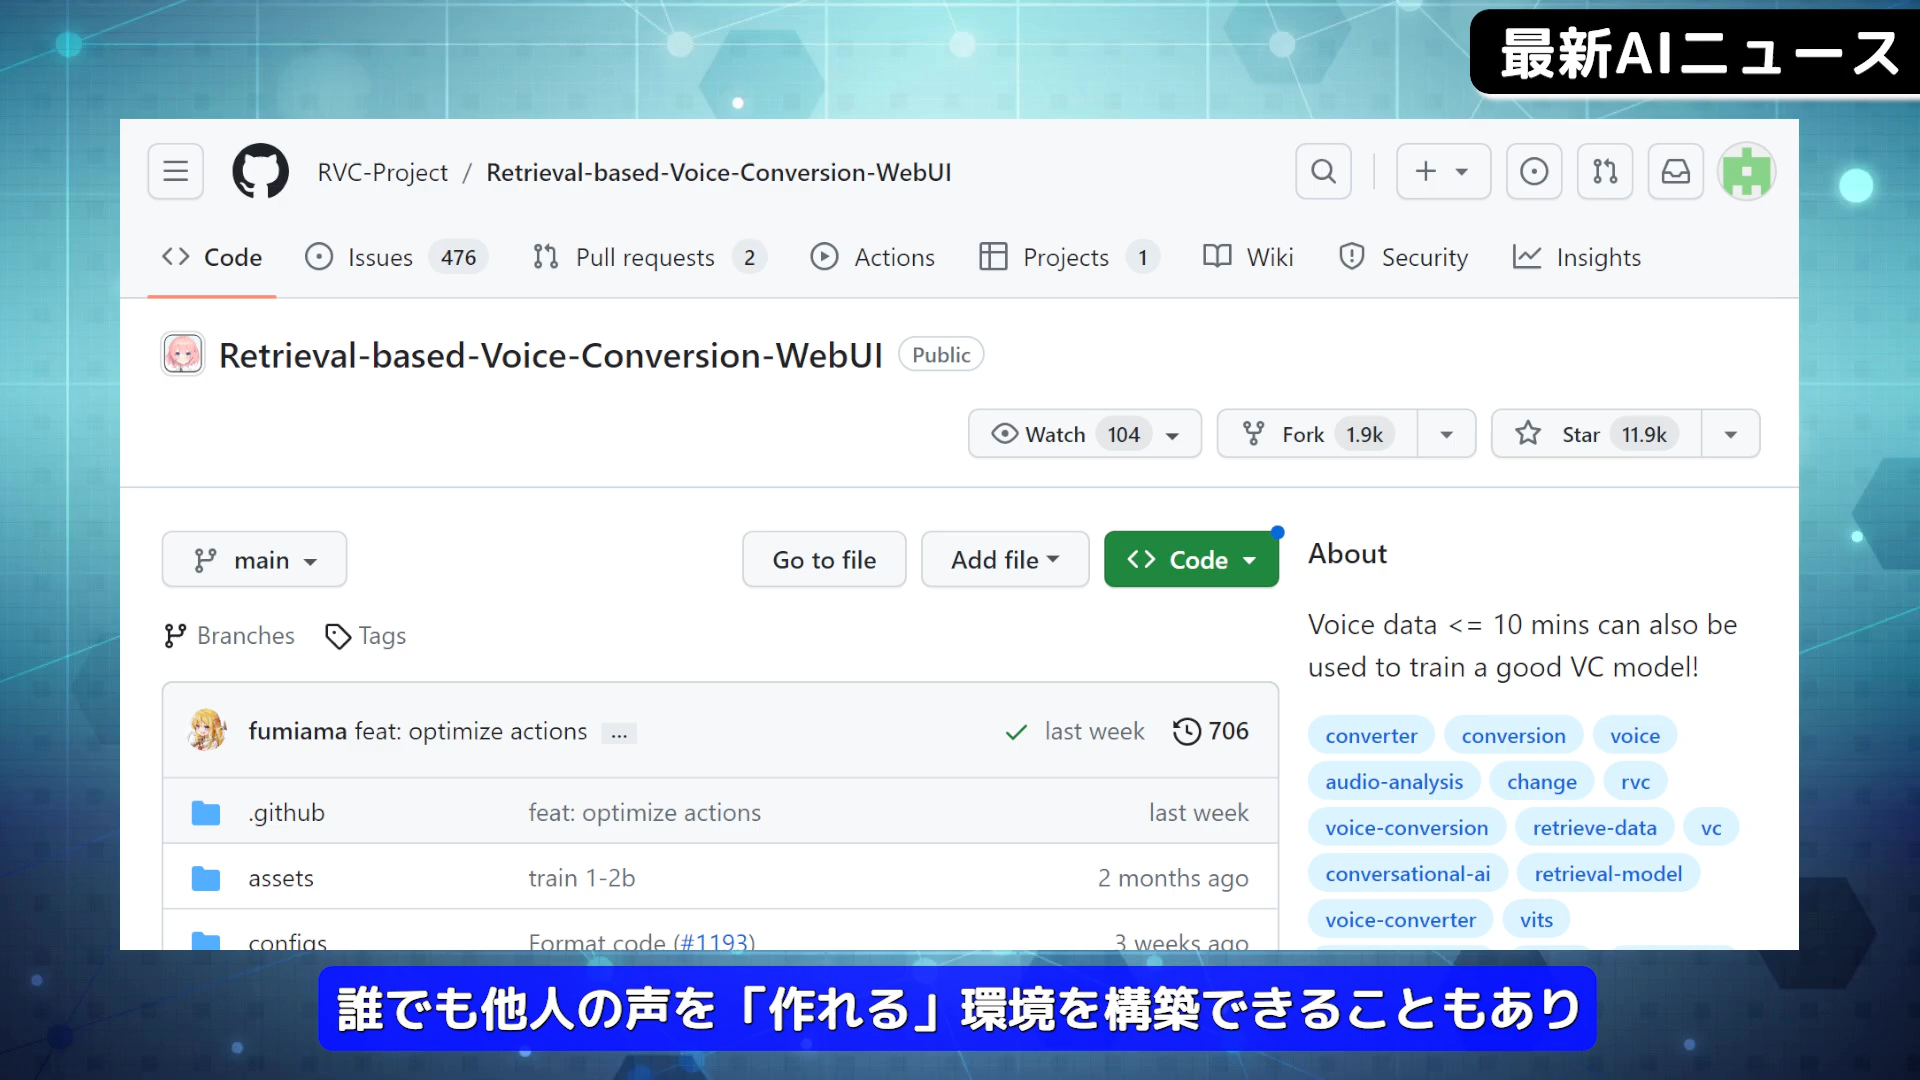 最新AIニュース
RVC-Project / Retrieval-based-Voice-Conversion-WebUI
Code Issues 476 Pull requests 2 Actions Projects 1 Wiki Security Insights
Retrieval-based-Voice-Conversion-WebUI Public
Watch 104 Fork 1.9k Star 11.9k
main Go to file Add file Code
Branches Tags
fumiama feat: optimize actions ... last week 706
.github feat: optimize actions last week
assets train 1-2b 2 months ago
configs Format code (#1193) 3 weeks ago
About
Voice data <= 10 mins can also be
used to train a good VC model!
converter conversion voice
audio-analysis change rvc
voice-conversion retrieve-data vc
conversational-ai retrieval-model
voice-converter vits
誰でも他人の声を「作れる」環境を構築できることもあり